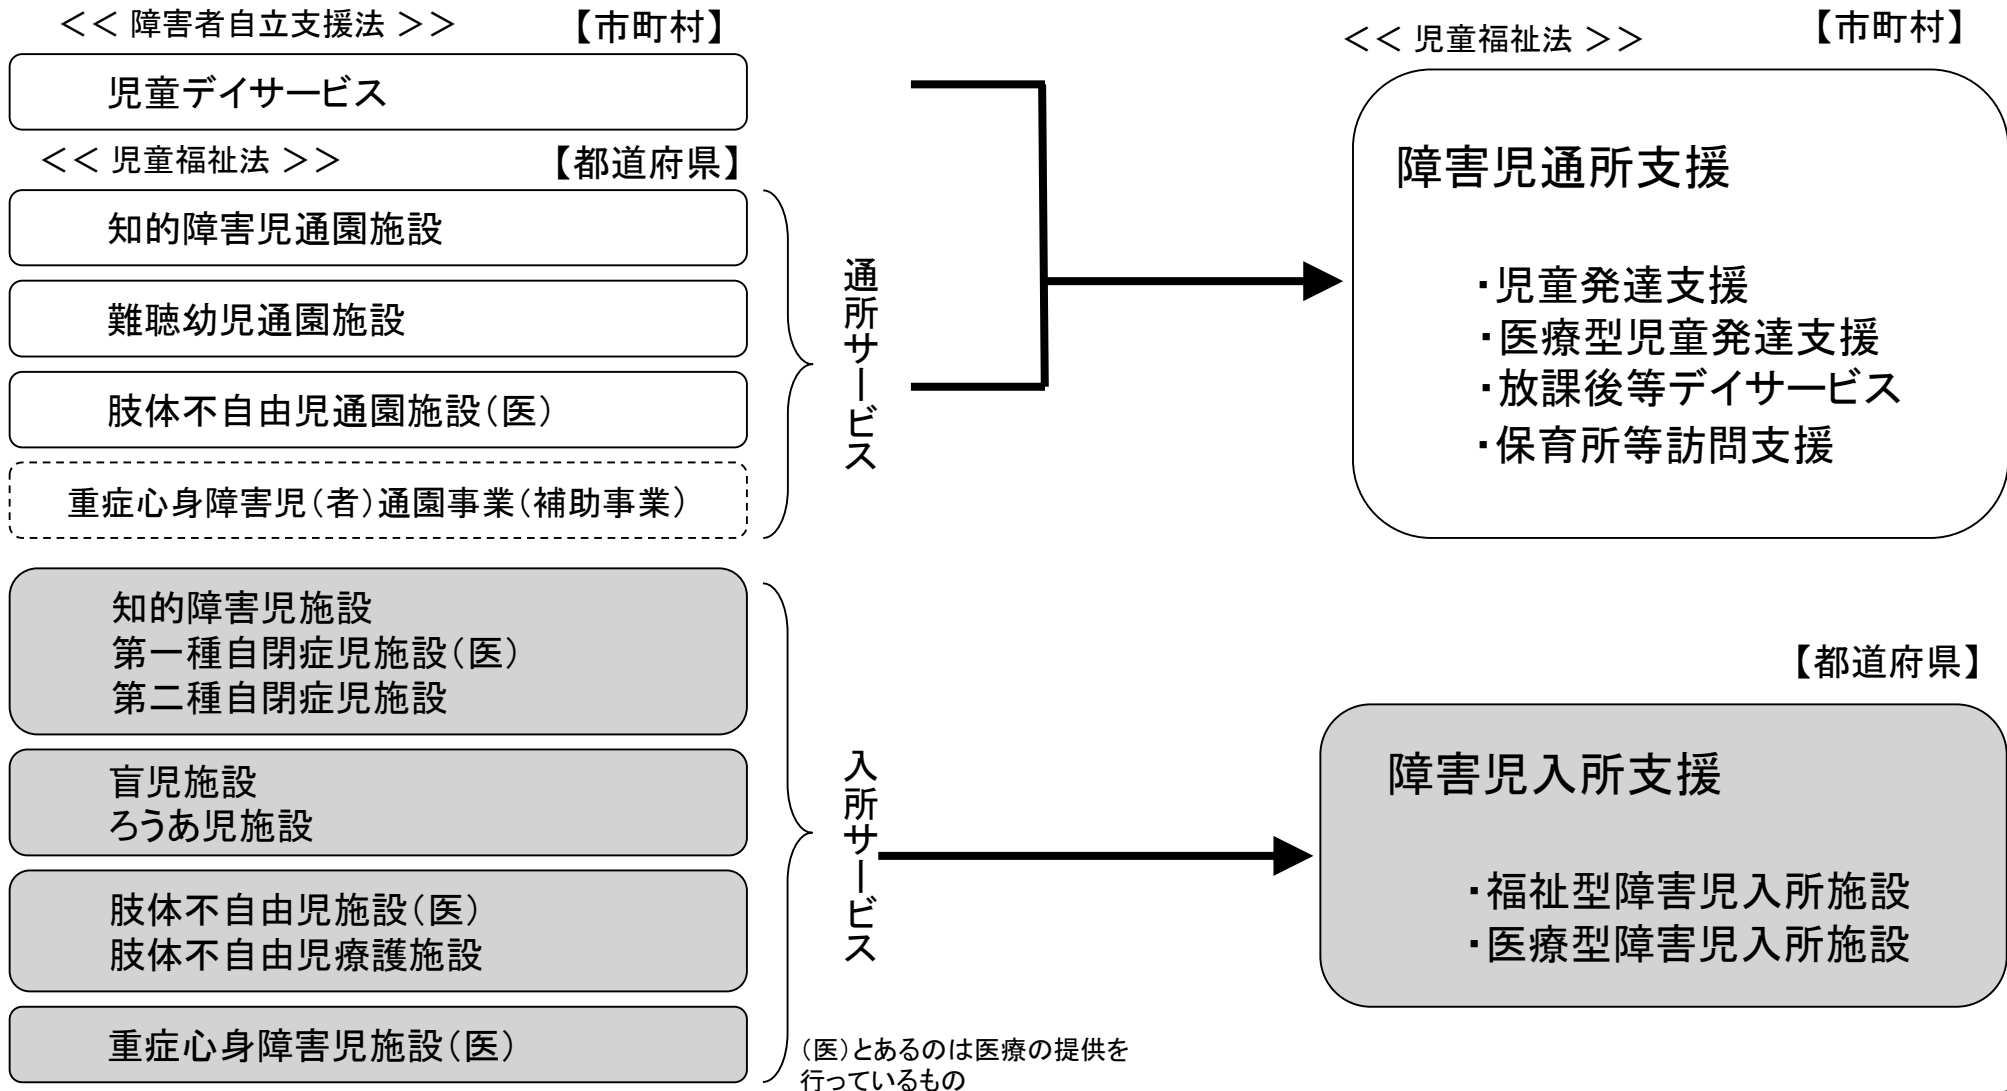 << 障害者自立支援法 >>
【市町村】
児童デイサービス
<< 児童福祉法 >>
【都道府県】
知的障害児通園施設
難聴幼児通園施設
肢体不自由児通園施設(医)
重症心身障害児(者)通園事業(補助事業)
通所サービス
知的障害児施設
第一種自閉症児施設(医)
第二種自閉症児施設
盲児施設
ろうあ児施設
肢体不自由児施設(医)
肢体不自由児療護施設
重症心身障害児施設(医)
入所サービス
(医)とあるのは医療の提供を
行っているもの
<< 児童福祉法 >>
【市町村】
障害児通所支援
・児童発達支援
・医療型児童発達支援
・放課後等デイサービス
・保育所等訪問支援
【都道府県】
障害児入所支援
・福祉型障害児入所施設
・医療型障害児入所施設